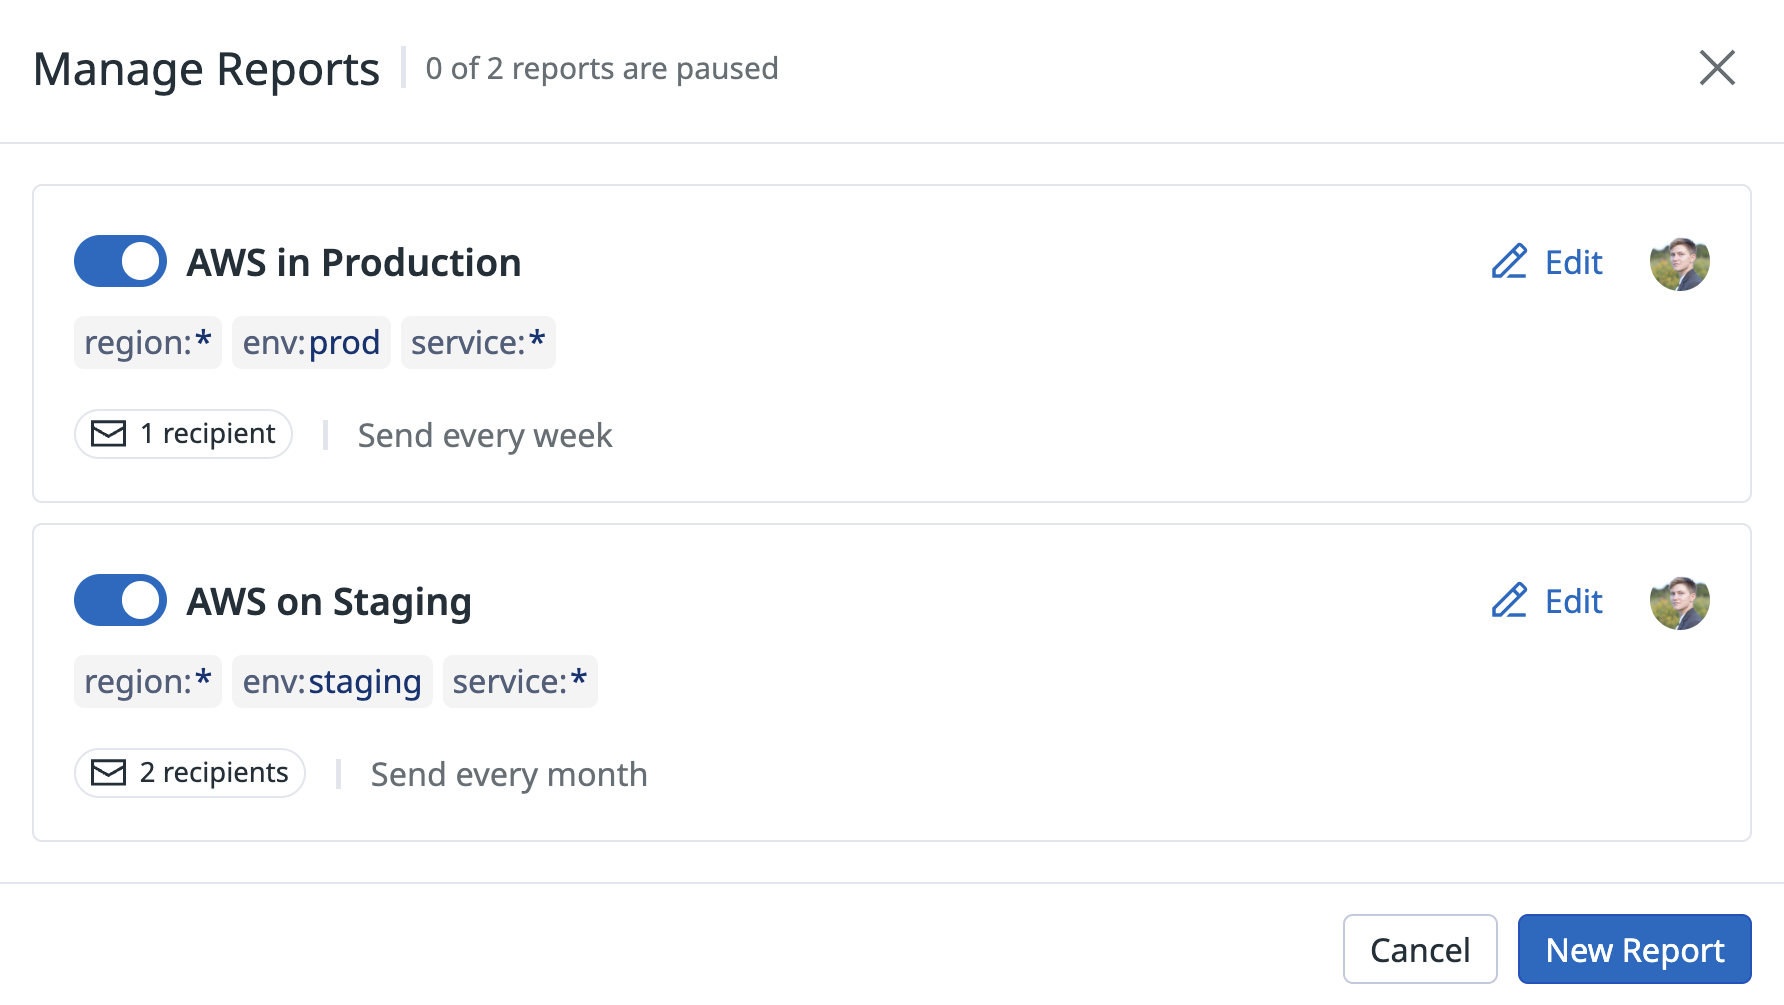 Manage Reports 0 of 2 reports are paused
AWS in Production Edit
region:* env:prod service:*
1 recipient Send every week
AWS on Staging Edit
region:* env:staging service:*
2 recipients Send every month
Cancel New Report